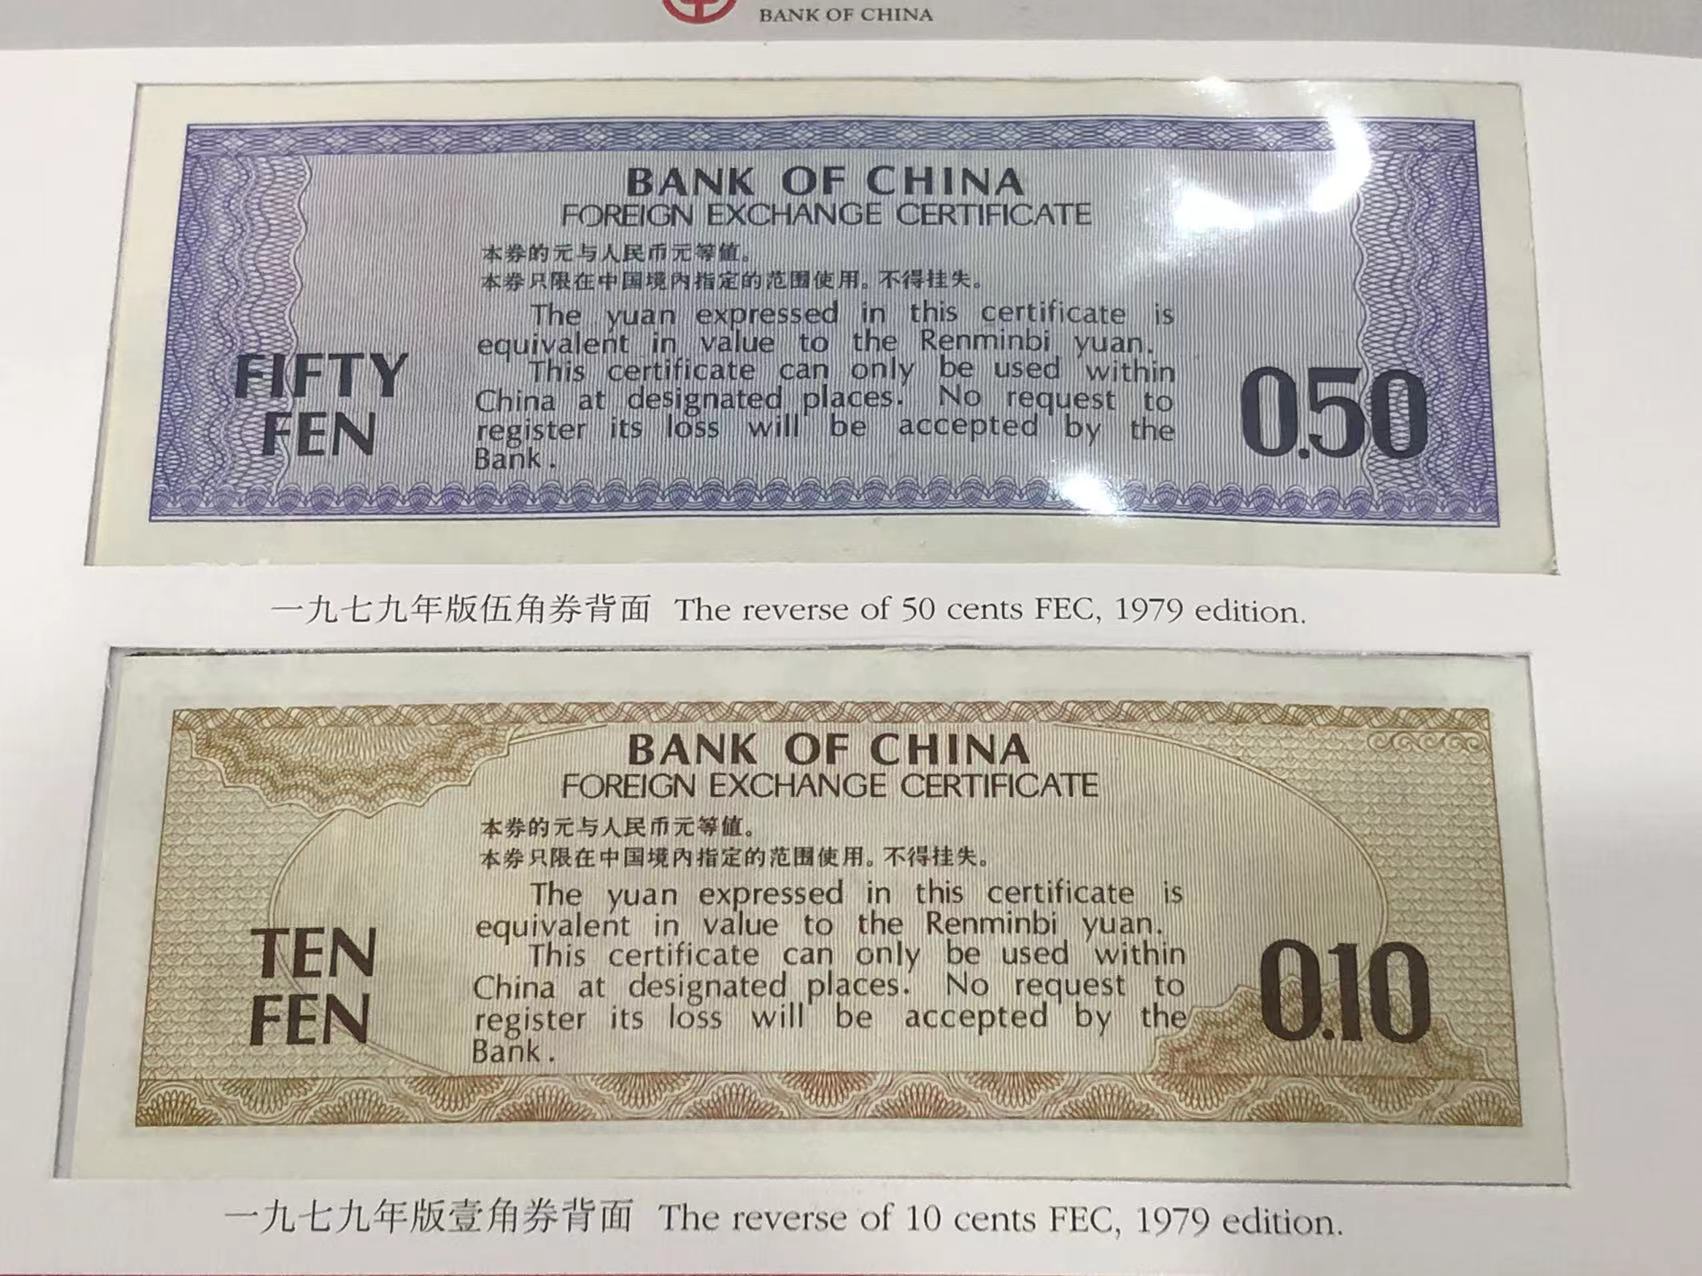 BANK OF CHINA
BANK OF CHINA
FOREIGN EXCHANGE CERTIFICATE
本券的元与人民币元等值。
本券只限在中国境内指定的范围使用。不得挂失。
The yuan expressed in this certificate is
equivalent in value to the Renminbi yuan.
This certificate can only be used within
China at designated places. No request to
register its loss will be accepted by the
Bank.
FIFTY
FEN
0.50
一九七九年版伍角券背面 The reverse of 50 cents FEC, 1979 edition.
BANK OF CHINA
FOREIGN EXCHANGE CERTIFICATE
本券的元与人民币元等值。
本券只限在中国境内指定的范围使用。不得挂失。
The yuan expressed in this certificate is
equivalent in value to the Renminbi yuan.
This certificate can only be used within
China at designated places. No request to
register its loss will be accepted by the
Bank.
TEN
FEN
0.10
一九七九年版壹角券背面 The reverse of 10 cents FEC, 1979 edition.